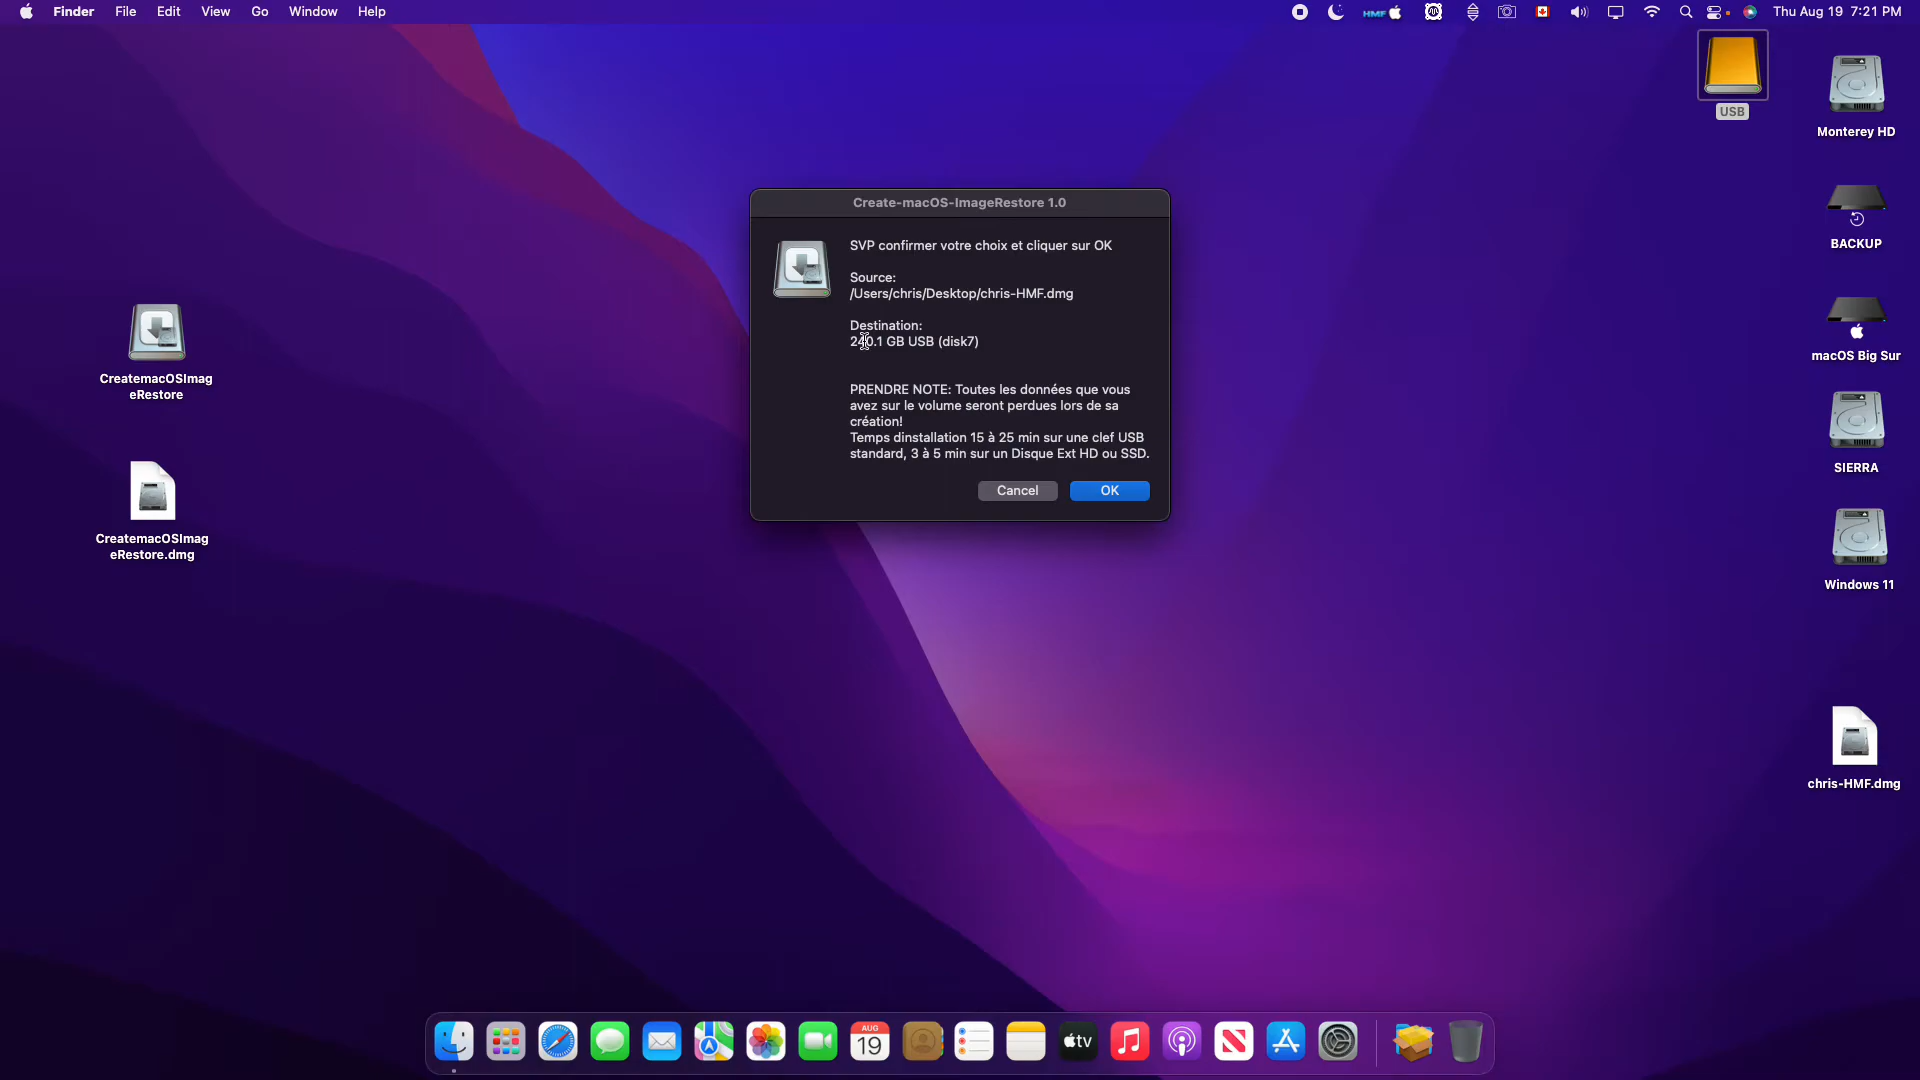 Finder File Edit View Go Window Help
HMF
Thu Aug 19 7:21 PM
USB
Monterey HD
BACKUP
macOS Big Sur
SIERRA
Windows 11
chris-HMF.dmg
CreatemacOSImag
eRestore
CreatemacOSImag
eRestore.dmg
Create-macOS-ImageRestore 1.0
SVP confirmer votre choix et cliquer sur OK
Source:
/Users/chris/Desktop/chris-HMF.dmg
Destination:
240.1 GB USB (disk7)
PRENDRE NOTE: Toutes les données que vous
avez sur le volume seront perdues lors de sa
création!
Temps dinstallation 15 à 25 min sur une clef USB
standard, 3 à 5 min sur un Disque Ext HD ou SSD.
Cancel
OK
AUG
19
tv